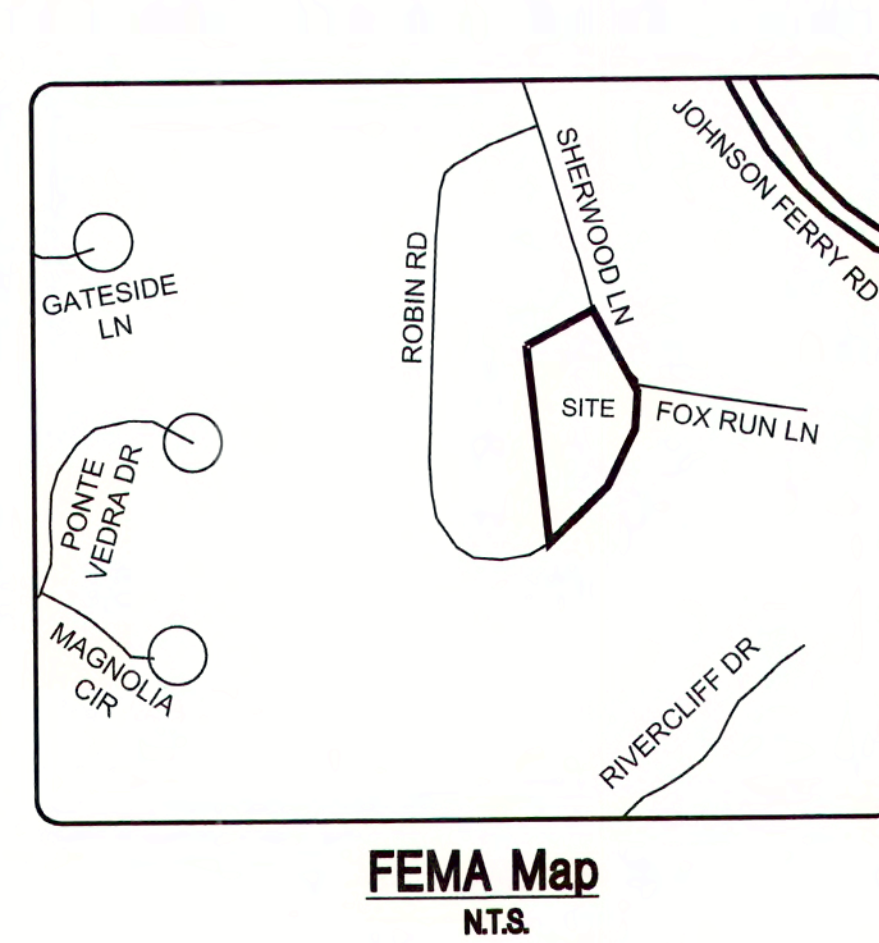 JOHNSON FERRY RD
SHERWOOD LN
ROBIN RD
GATESIDE
LN
SITE
FOX RUN LN
PONTE
VEDRA DR
MAGNOLIA
CIR
RIVERCLIFF DR
FEMA Map
N.T.S.